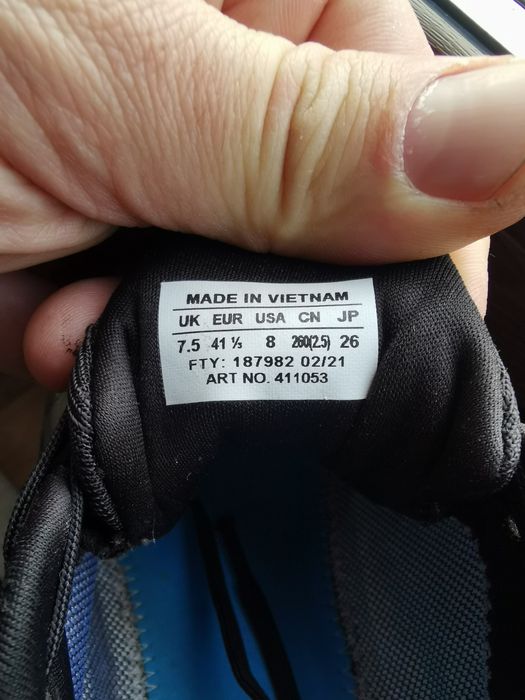 MADE IN VIETNAM
UK EUR USA CN JP
7.5 41 ⅓ 8 260(2.5) 26
FTY: 187982 02/21
ART NO. 411053